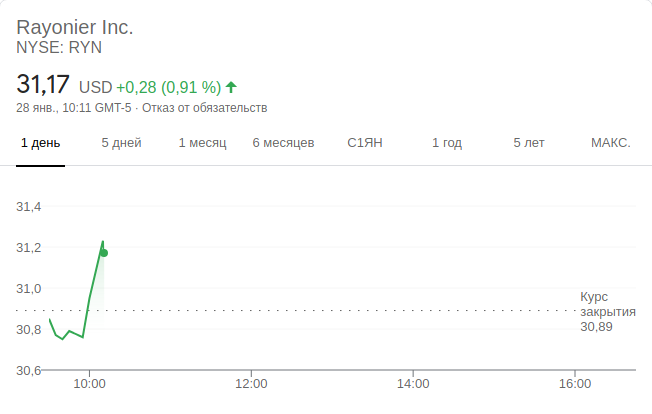 Rayonier Inc.
NYSE: RYN
31,17 USD +0,28 (0,91 %)
28 янв., 10:11 GMT-5 · Отказ от обязательств
1 день 5 дней 1 месяц 6 месяцев С1ЯН 1 год 5 лет МАКС.
31,4
31,2
31,0
Курс
закрытия
30,89
30,8
30,6
10:00 12:00 14:00 16:00